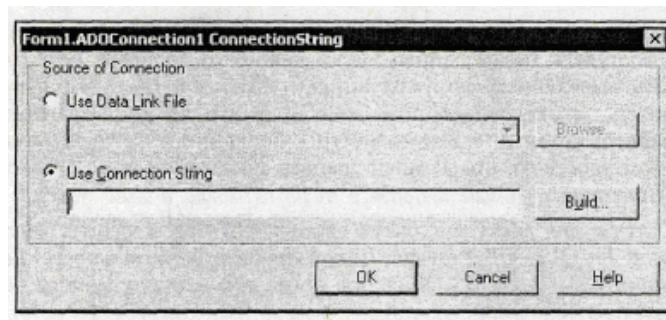 Form1.ADOConnection1 ConnectionString
Source of Connection
Use Data Link File
Browse...
Use Connection String
Build...
OK
Cancel
Help